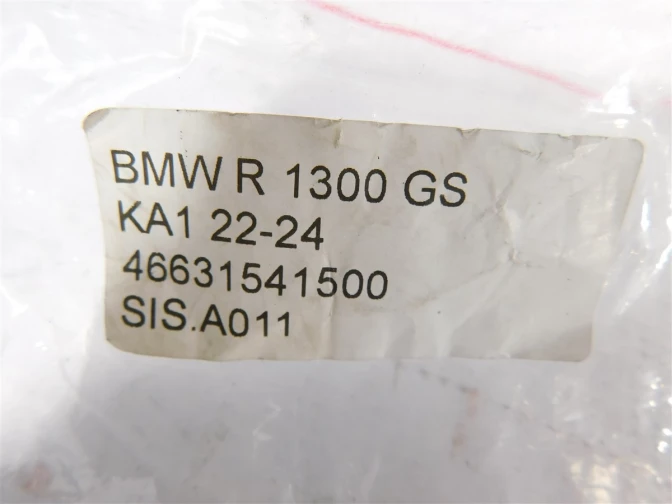 BMW R 1300 GS
KA1 22-24
46631541500
SIS.A011